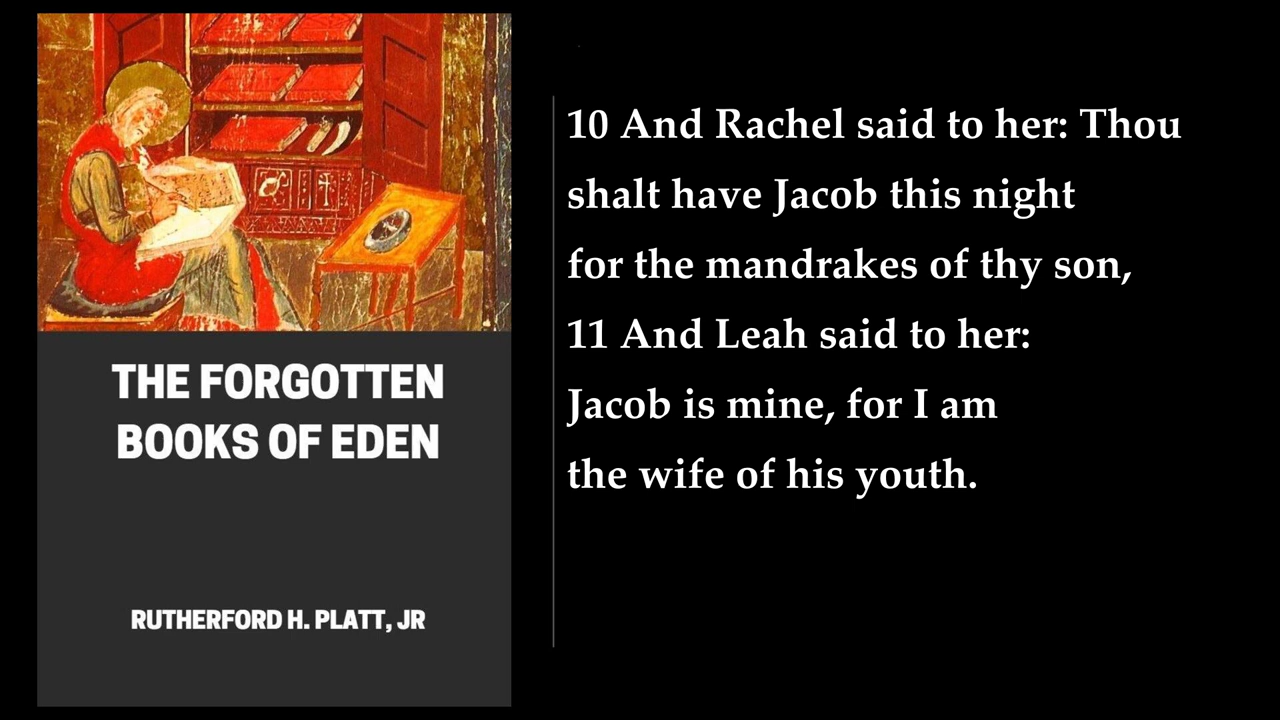 THE FORGOTTEN
BOOKS OF EDEN
RUTHERFORD H. PLATT, JR
10 And Rachel said to her: Thou
shalt have Jacob this night
for the mandrakes of thy son,
11 And Leah said to her:
Jacob is mine, for I am
the wife of his youth.